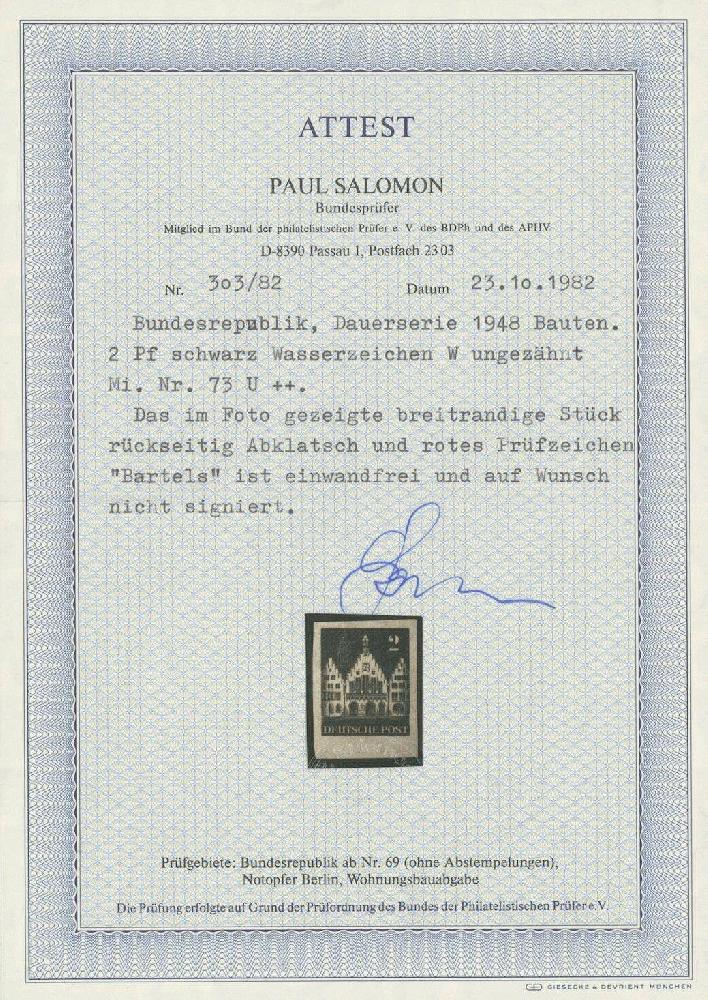 ATTEST
PAUL SALOMON
Bundesprüfer
Mitglied im Bund der philatelistischen Prüfer e. V. des BDPh und des APHV
D-8390 Passau 1, Postfach 2303
Nr. 303/82 Datum 23.10.1982
Bundesrepublik, Dauerserie 1948 Bauten.
2 Pf schwarz Wasserzeichen W ungezähnt
Mi. Nr. 73 U ++.
Das im Foto gezeigte breitrandige Stück
rückseitig Abklatsch und rotes Prüfzeichen
"Bartels" ist einwandfrei und auf Wunsch
nicht signiert.
2
DEUTSCHE POST
Prüfgebiete: Bundesrepublik ab Nr. 69 (ohne Abstempelungen),
Notopfer Berlin, Wohnungsbauabgabe
Die Prüfung erfolgte auf Grund der Prüfordnung des Bundes der Philatelistischen Prüfer e.V.
GIESECKE & DEVRIENT MÜNCHEN